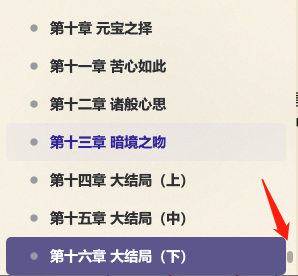 第十章 元宝之择
第十一章 苦心如此
第十二章 诸般心思
第十三章 暗境之吻
第十四章 大结局（上）
第十五章 大结局（中）
第十六章 大结局（下）